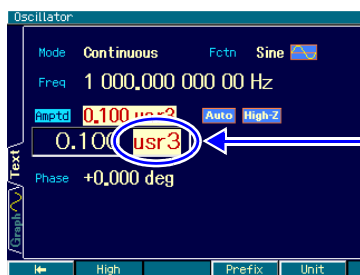 Oscillator
Mode Continuous Fctn Sine
Freq 1 000,000 000 00 Hz
Amptd 0.100 usr3 Auto High-Z
0.100 usr3
Phase +0,000 deg
Text
Graph
High Prefix Unit